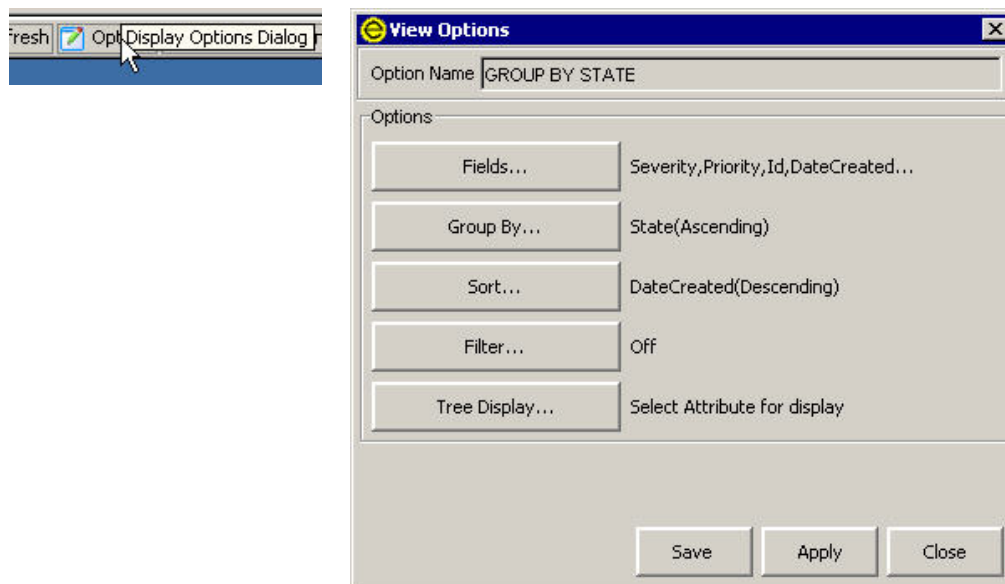 fresh Opt Display Options Dialog
View Options
Option Name GROUP BY STATE
Options
Fields... Severity,Priority,Id,DateCreated...
Group By... State(Ascending)
Sort... DateCreated(Descending)
Filter... Off
Tree Display... Select Attribute for display
Save Apply Close